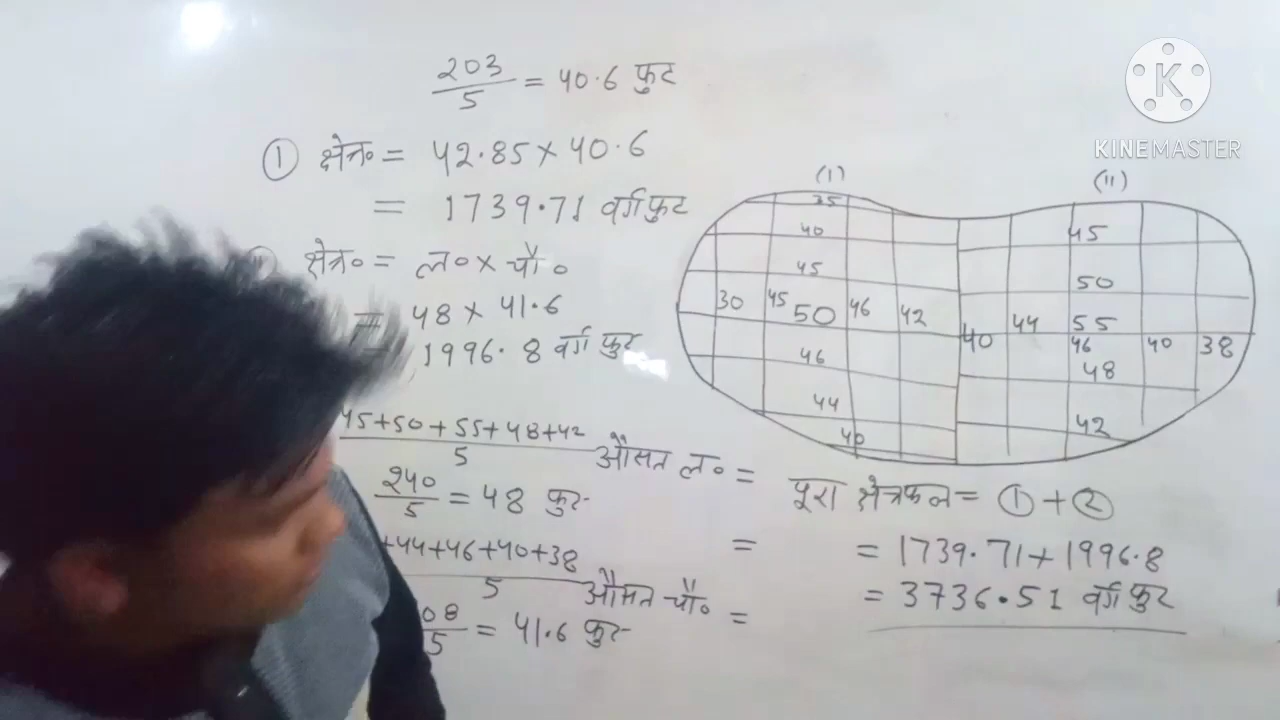 203/5 = 40.6 फुट
① क्षेत्र० = 42.85 × 40.6
= 1739.71 वर्ग फुट
क्षेत्र० = ल० × चौ०
= 48 × 41.6
= 1996.8 वर्ग फुट
45+50+55+48+42/5 औसत ल० =
240/5 = 48 फुट
+44+46+40+38/5 औसत चौ० =
08/5 = 41.6 फुट
=
KINEMASTER
(I) (II)
35
40 45
45 50
30 45 50 46 42 40 44 55
46 46 40 38
48
44 42
40
पूरा क्षेत्रफल = ① + ②
= 1739.71 + 1996.8
= 3736.51 वर्ग फुट